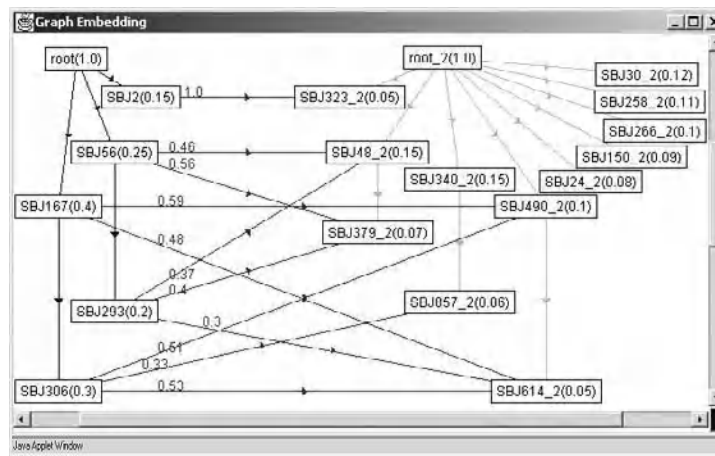 Graph Embedding
root(1.0)
root_2(1.0)
SBJ30_2(0.12)
SBJ2(0.15)
1.0
SBJ323_2(0.05)
SBJ258_2(0.11)
SBJ266_2(0.1)
SBJ56(0.25)
0.46
SBJ48_2(0.15)
SBJ150_2(0.09)
0.56
SBJ340_2(0.15)
SBJ24_2(0.08)
SBJ167(0.4)
0.59
SBJ490_2(0.1)
SBJ379_2(0.07)
0.48
0.37
0.4
SBJ293(0.2)
SBJ057_2(0.06)
0.3
0.51
0.33
SBJ306(0.3)
0.53
SBJ614_2(0.05)
Java Applet Window